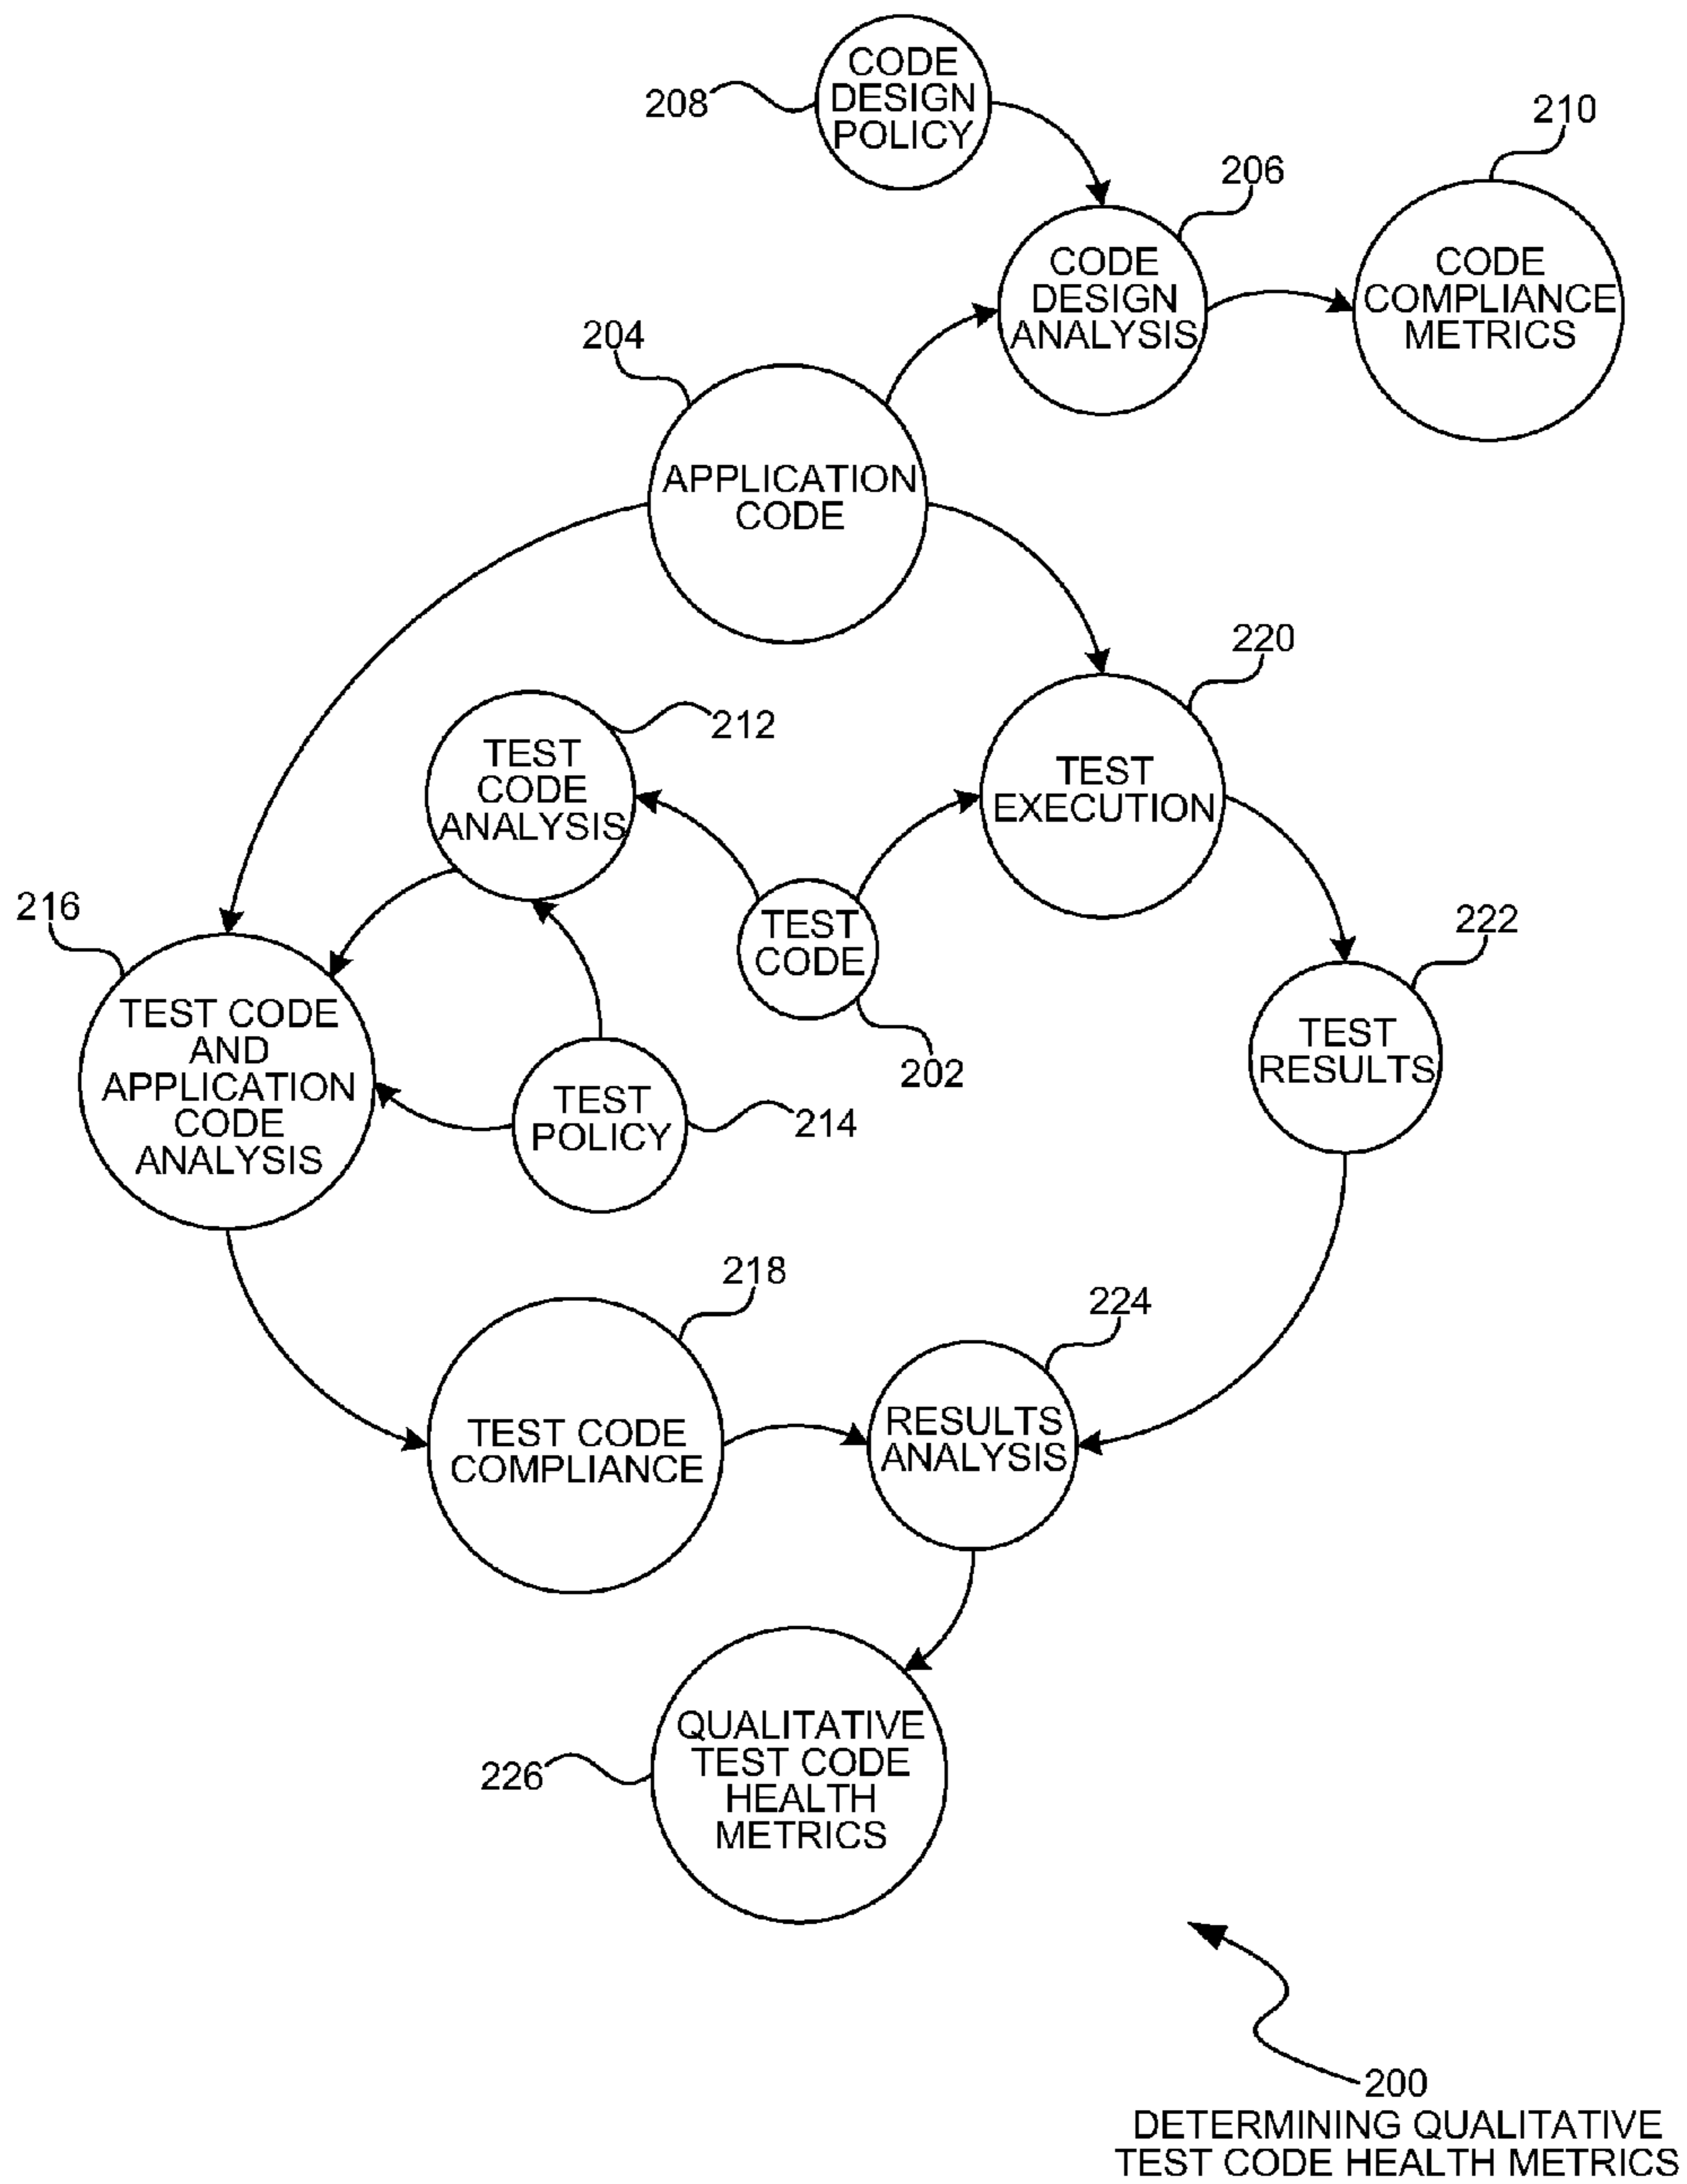 CODE
DESIGN
POLICY
208
210
206
CODE
DESIGN
ANALYSIS
CODE
COMPLIANCE
METRICS
204
APPLICATION
CODE
220
212
TEST
CODE
ANALYSIS
TEST
EXECUTION
216
TEST
CODE
222
TEST CODE
AND
APPLICATION
CODE
ANALYSIS
202
TEST
RESULTS
TEST
POLICY
214
218
224
TEST CODE
COMPLIANCE
RESULTS
ANALYSIS
QUALITATIVE
TEST CODE
HEALTH
METRICS
226
200
DETERMINING QUALITATIVE
TEST CODE HEALTH METRICS